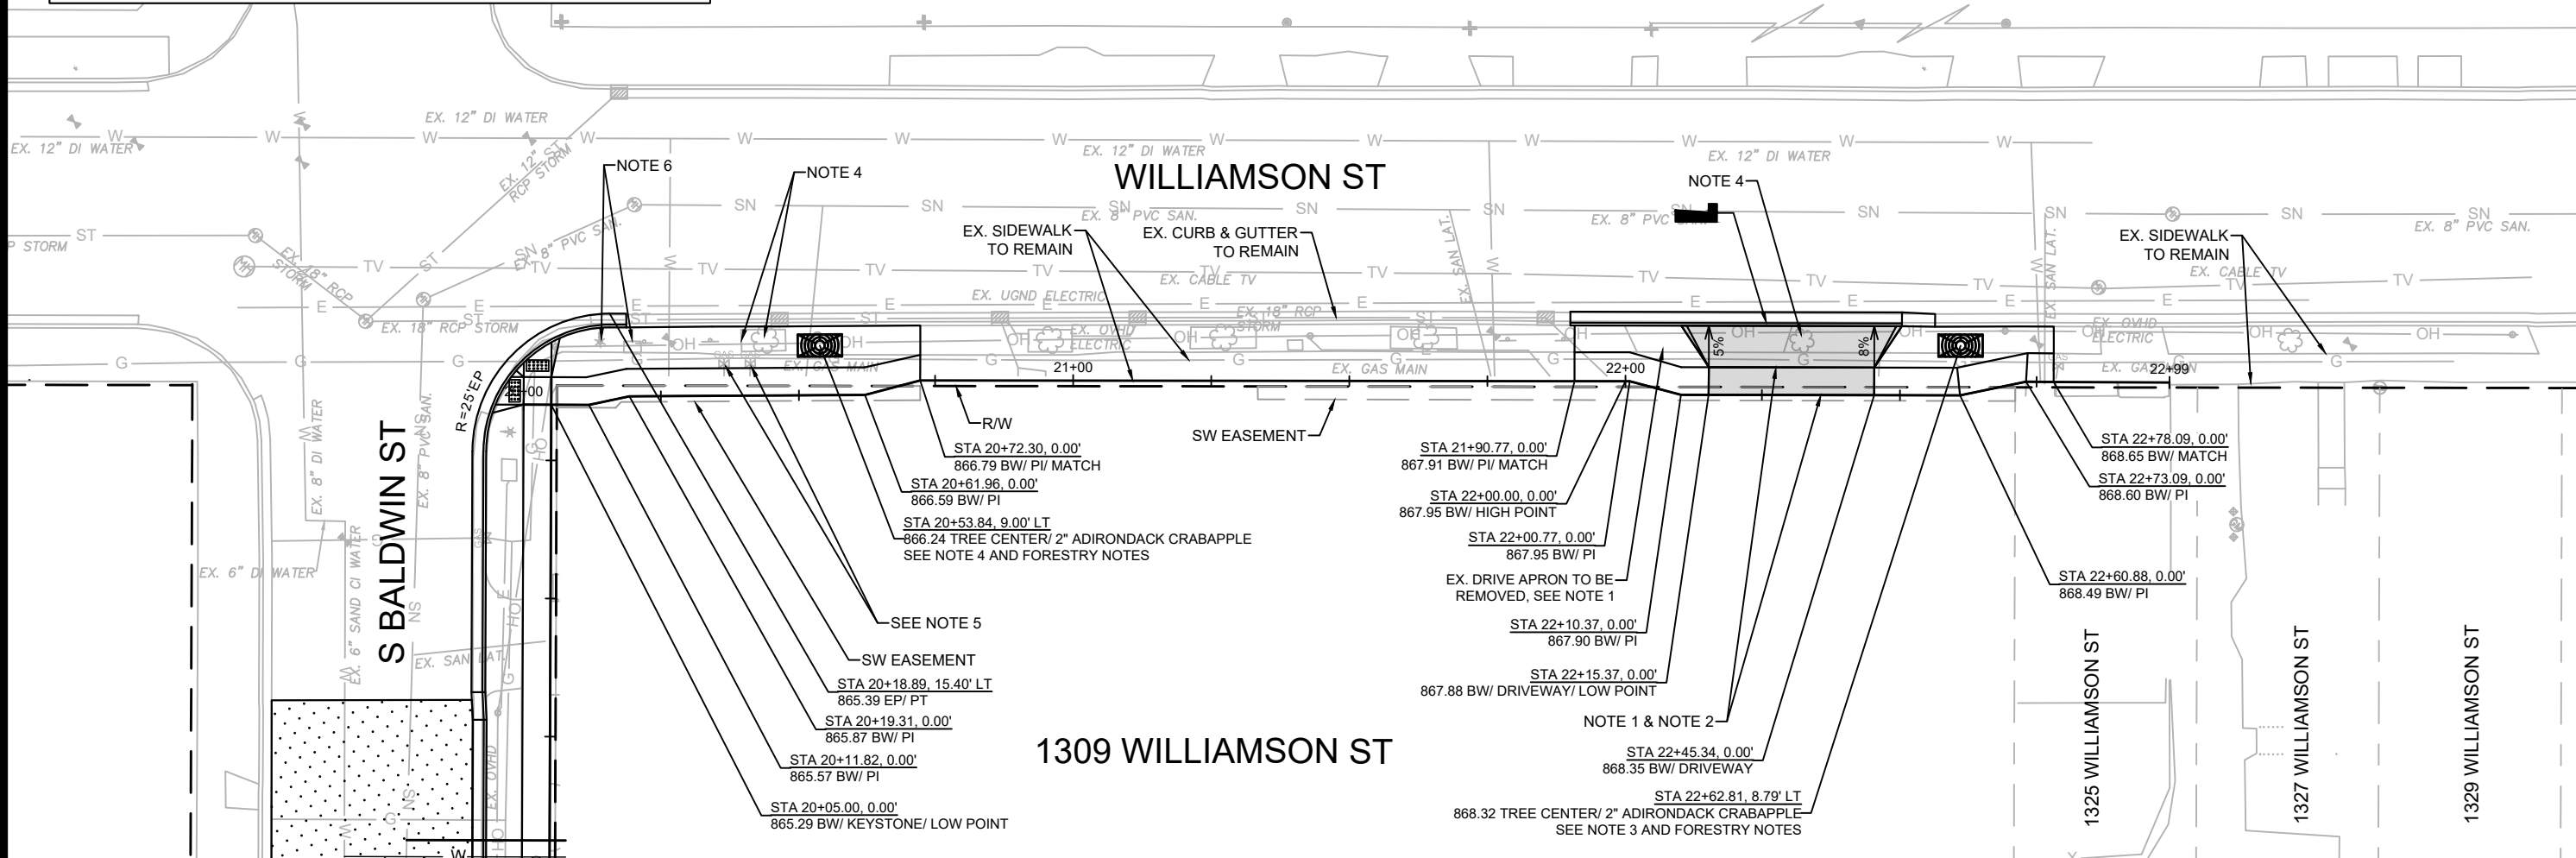 EX. 12" DI WATER
EX. 12" DI WATER
EX. 12" DI WATER
EX. 12" DI WATER
EX. 12"
RCP STORM
NOTE 6
NOTE 4
WILLIAMSON ST
NOTE 4
EX. 8" PVC SAN.
EX. 8" PVC SAN.
EX. 8" PVC
EX. 8" PVC SAN.
P STORM
EX. 18" RCP
STORM
EX. SIDEWALK
TO REMAIN
EX. CURB & GUTTER
TO REMAIN
EX. SAN LAT.
EX. SAN LAT.
EX. SIDEWALK
TO REMAIN
EX. CABLE TV
EX. CABLE TV
EX. UGND ELECTRIC
EX. 18" RCP STORM
EX. 18" RCP
STORM
EX. OVHD
ELECTRIC
EX. OVHD
ELECTRIC
EX. GAS MAIN
EX. GAS MAIN
5%
8%
21+00
22+00
22+99
R=25'EP
R/W
SW EASEMENT
EX. 8" DI WATER
EX. 8" PVC SAN.
S BALDWIN ST
EX. 6" DI WATER
EX. 6" SAND CI WATER
EX. SAN LAT.
EX. OVHD
STA 20+72.30, 0.00'
866.79 BW/ PI/ MATCH
STA 20+61.96, 0.00'
866.59 BW/ PI
STA 20+53.84, 9.00' LT
866.24 TREE CENTER/ 2" ADIRONDACK CRABAPPLE
SEE NOTE 4 AND FORESTRY NOTES
SEE NOTE 5
SW EASEMENT
STA 20+18.89, 15.40' LT
865.39 EP/ PT
STA 20+19.31, 0.00'
865.87 BW/ PI
STA 20+11.82, 0.00'
865.57 BW/ PI
STA 20+05.00, 0.00'
865.29 BW/ KEYSTONE/ LOW POINT
1309 WILLIAMSON ST
STA 21+90.77, 0.00'
867.91 BW/ PI/ MATCH
STA 22+00.00, 0.00'
867.95 BW/ HIGH POINT
STA 22+00.77, 0.00'
867.95 BW/ PI
EX. DRIVE APRON TO BE
REMOVED, SEE NOTE 1
STA 22+10.37, 0.00'
867.90 BW/ PI
STA 22+15.37, 0.00'
867.88 BW/ DRIVEWAY/ LOW POINT
NOTE 1 & NOTE 2
STA 22+45.34, 0.00'
868.35 BW/ DRIVEWAY
STA 22+62.81, 8.79' LT
868.32 TREE CENTER/ 2" ADIRONDACK CRABAPPLE
SEE NOTE 3 AND FORESTRY NOTES
STA 22+78.09, 0.00'
868.65 BW/ MATCH
STA 22+73.09, 0.00'
868.60 BW/ PI
STA 22+60.88, 0.00'
868.49 BW/ PI
1325 WILLIAMSON ST
1327 WILLIAMSON ST
1329 WILLIAMSON ST